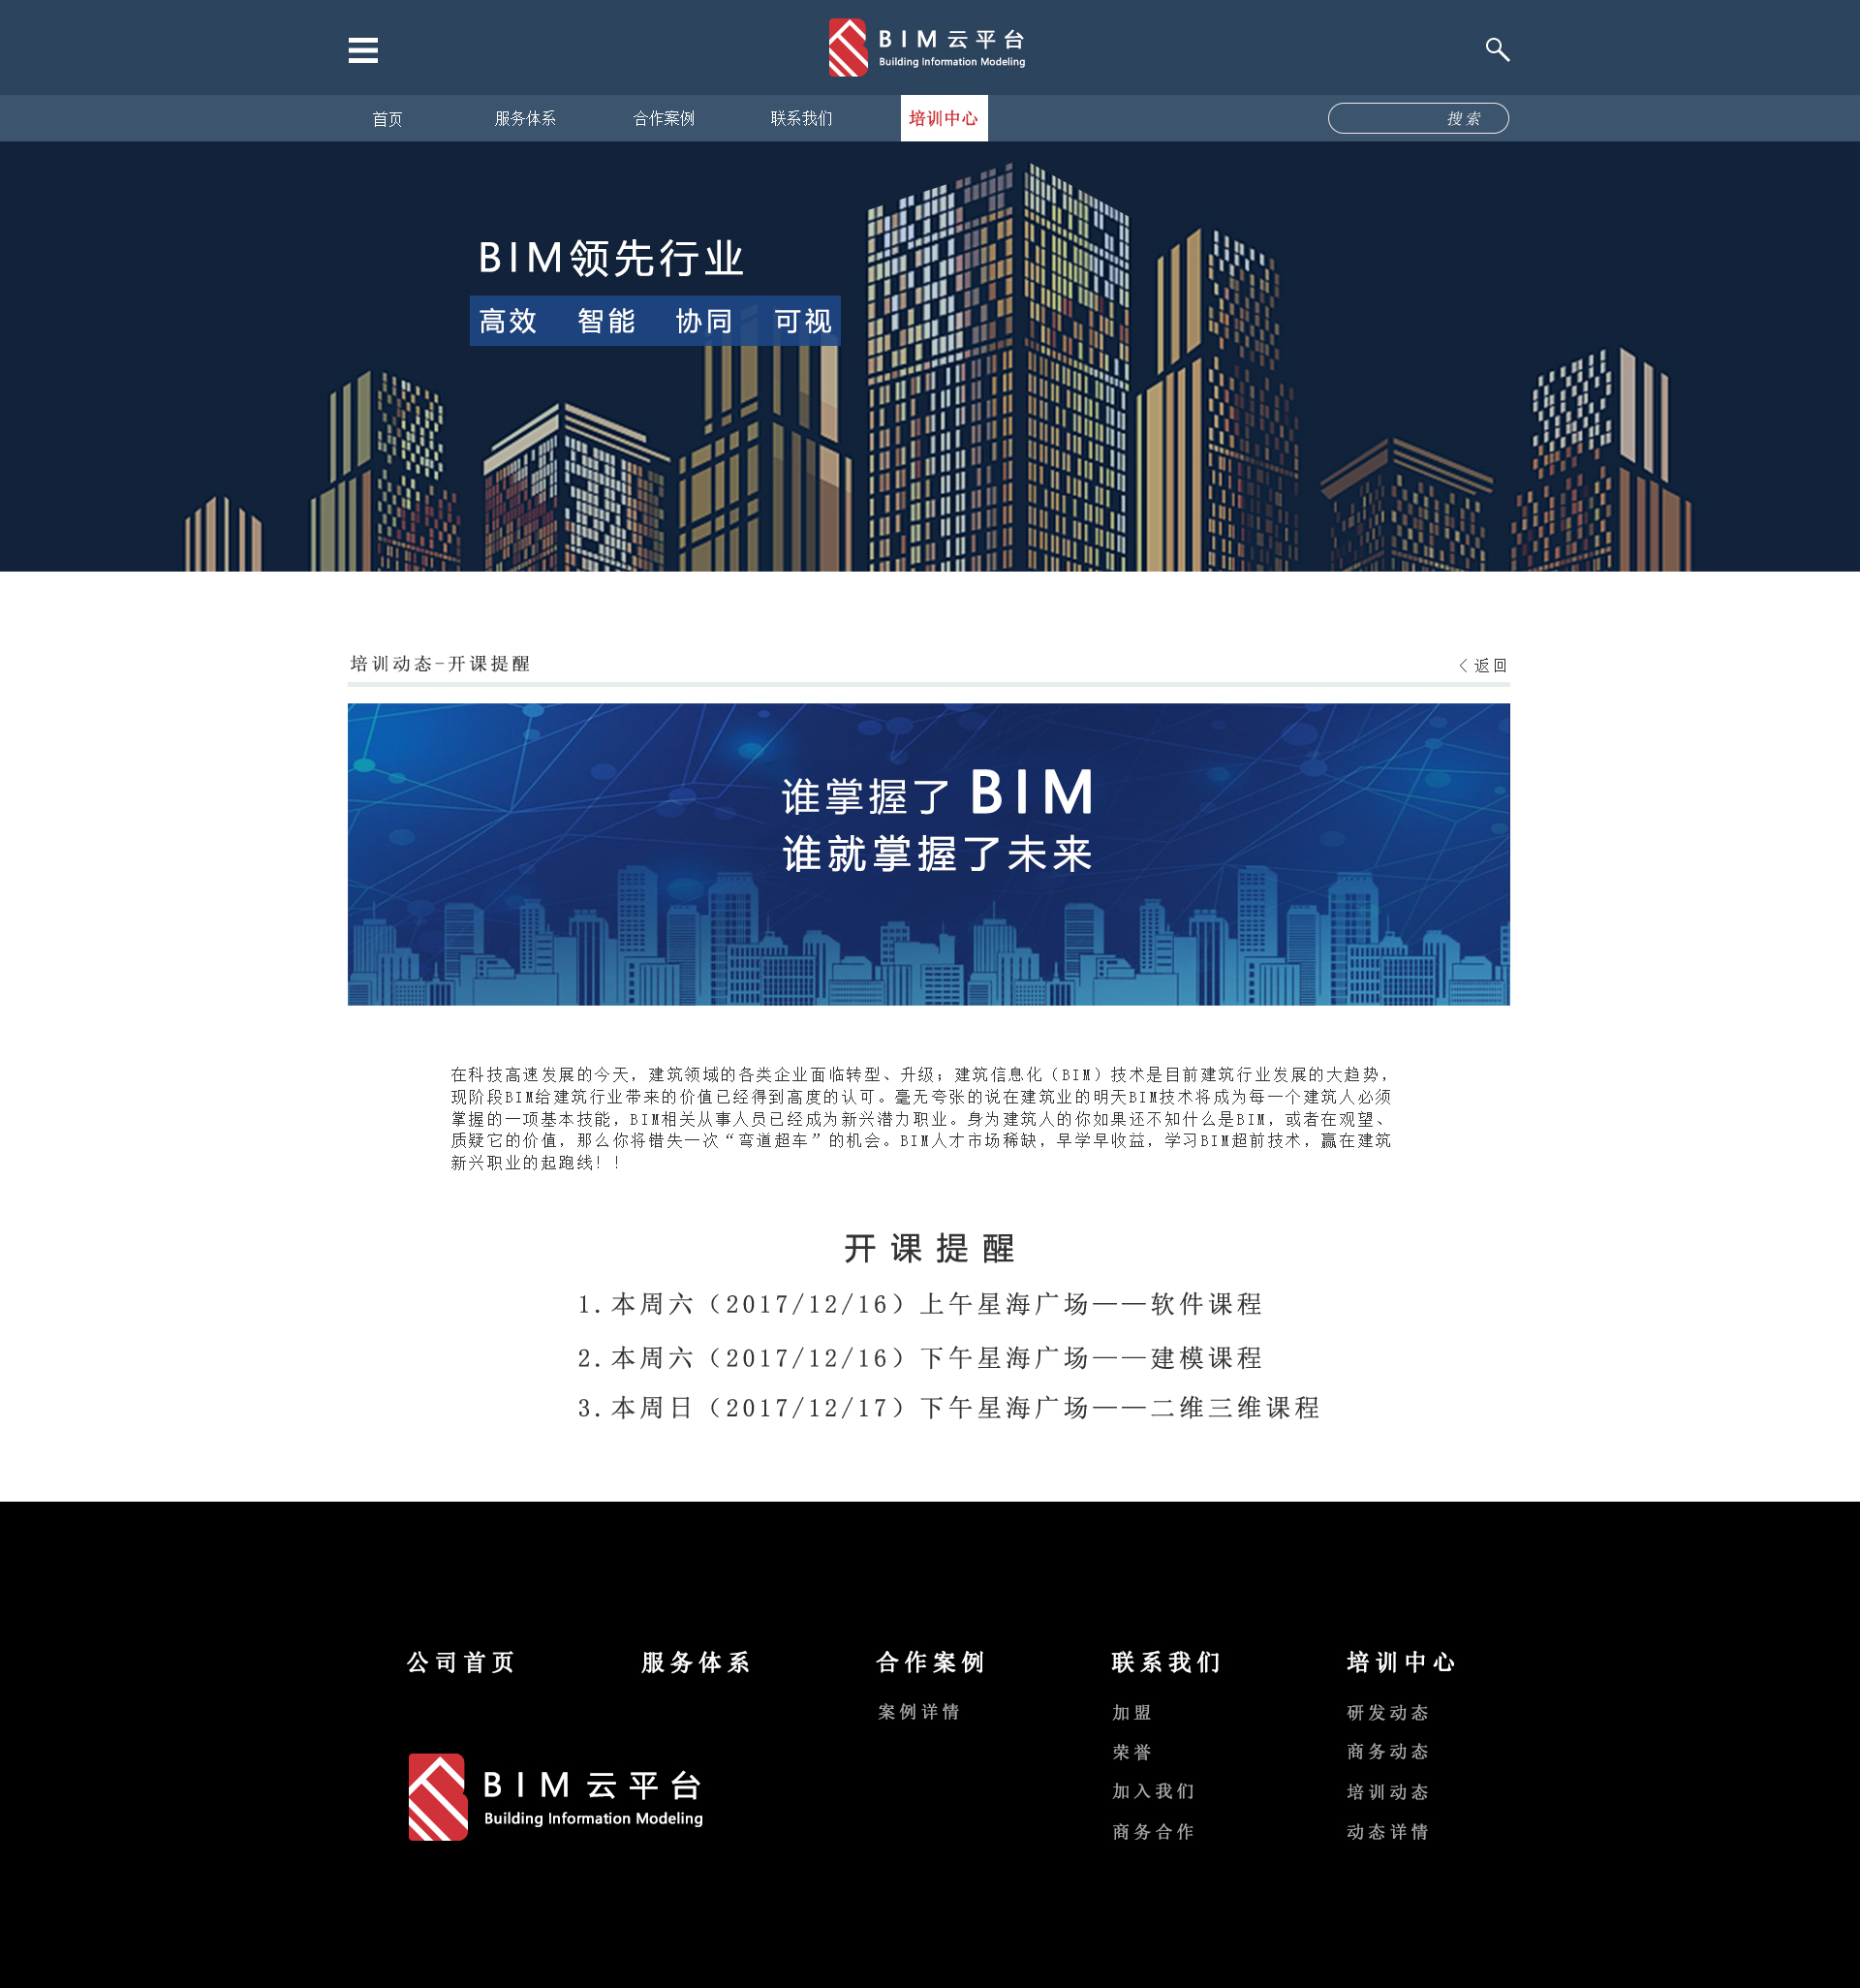 BIM云平台
Building Information Modeling
首页 服务体系 合作案例 联系我们 培训中心 搜索
BIM领先行业
高效 智能 协同 可视
培训动态-开课提醒
< 返回
谁掌握了 BIM
谁就掌握了未来
在科技高速发展的今天，建筑领域的各类企业面临转型、升级；建筑信息化（BIM）技术是目前建筑行业发展的大趋势，
现阶段BIM给建筑行业带来的价值已经得到高度的认可。毫无夸张的说在建筑业的明天BIM技术将成为每一个建筑人必须
掌握的一项基本技能，BIM相关从事人员已经成为新兴潜力职业。身为建筑人的你如果还不知什么是BIM，或者在观望、
质疑它的价值，那么你将错失一次“弯道超车”的机会。BIM人才市场稀缺，早学早收益，学习BIM超前技术，赢在建筑
新兴职业的起跑线！！
开课提醒
1.本周六（2017/12/16）上午星海广场——软件课程
2.本周六（2017/12/16）下午星海广场——建模课程
3.本周日（2017/12/17）下午星海广场——二维三维课程
公司首页 服务体系 合作案例 联系我们 培训中心
案例详情 加盟 研发动态
荣誉 商务动态
加入我们 培训动态
商务合作 动态详情
BIM云平台
Building Information Modeling